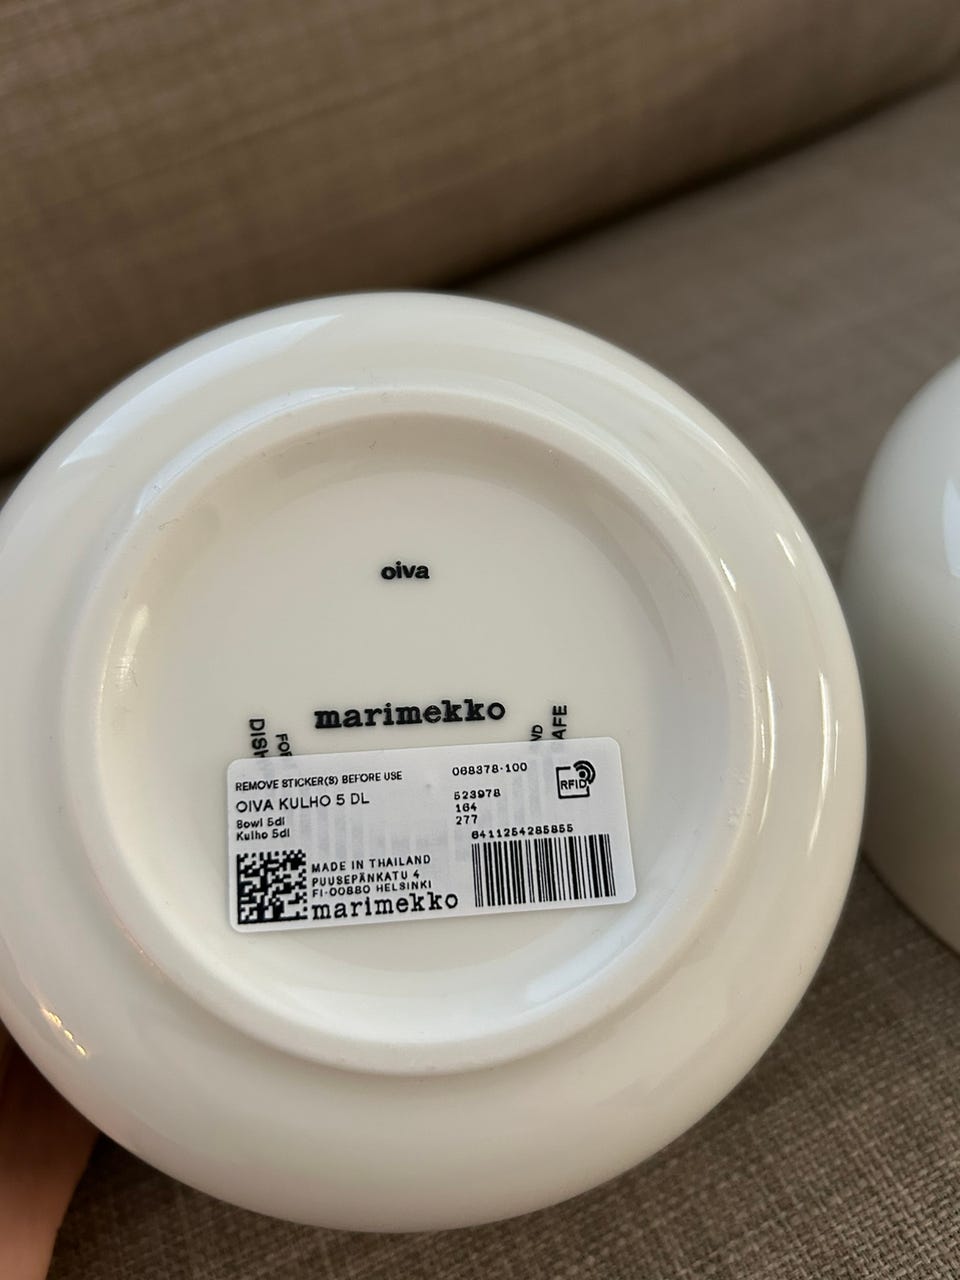 oiva
marimekko
DISH
FOR
AND
SAFE
REMOVE STICKER(S) BEFORE USE
OIVA KULHO 5 DL
Bowl 5dl
Kulho 5dl
068378-100
523978
164
277
RFID
6411254285855
MADE IN THAILAND
PUUSEPÄNKATU 4
FI-00880 HELSINKI
marimekko